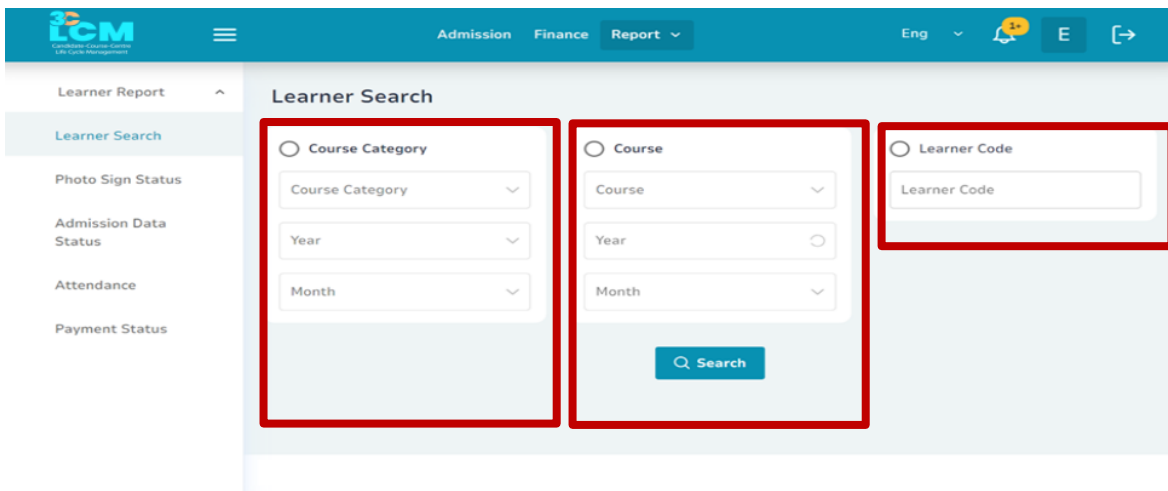 3C
LCM
Candidate-Course-Centre
Life Cycle Management
Admission Finance Report Eng 1+ E
Learner Report
Learner Search
Photo Sign Status
Admission Data
Status
Attendance
Payment Status
Learner Search
Course Category
Course Category
Year
Month
Course
Course
Year
Month
Learner Code
Learner Code
Search